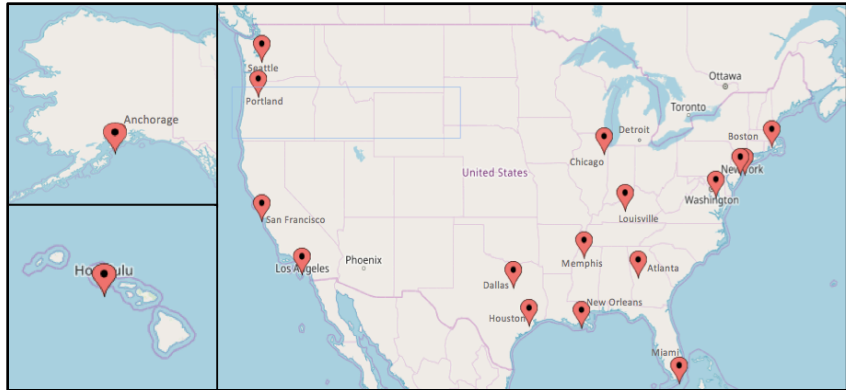 Anchorage
Honolulu
Seattle
Portland
San Francisco
Los Angeles
Phoenix
United States
Dallas
Houston
New Orleans
Memphis
Atlanta
Miami
Louisville
Chicago
Detroit
Toronto
Ottawa
Boston
New York
Washington